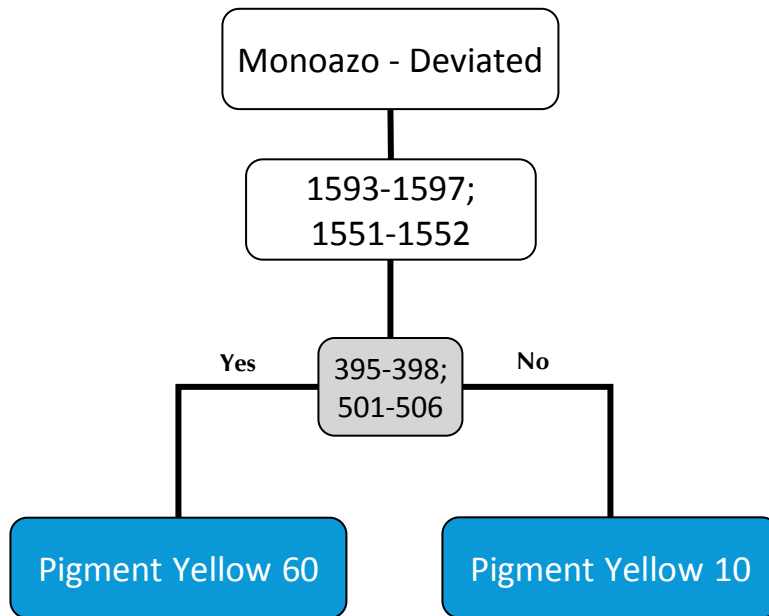 Monoazo - Deviated
1593-1597;
1551-1552
Yes
395-398;
501-506
No
Pigment Yellow 60
Pigment Yellow 10